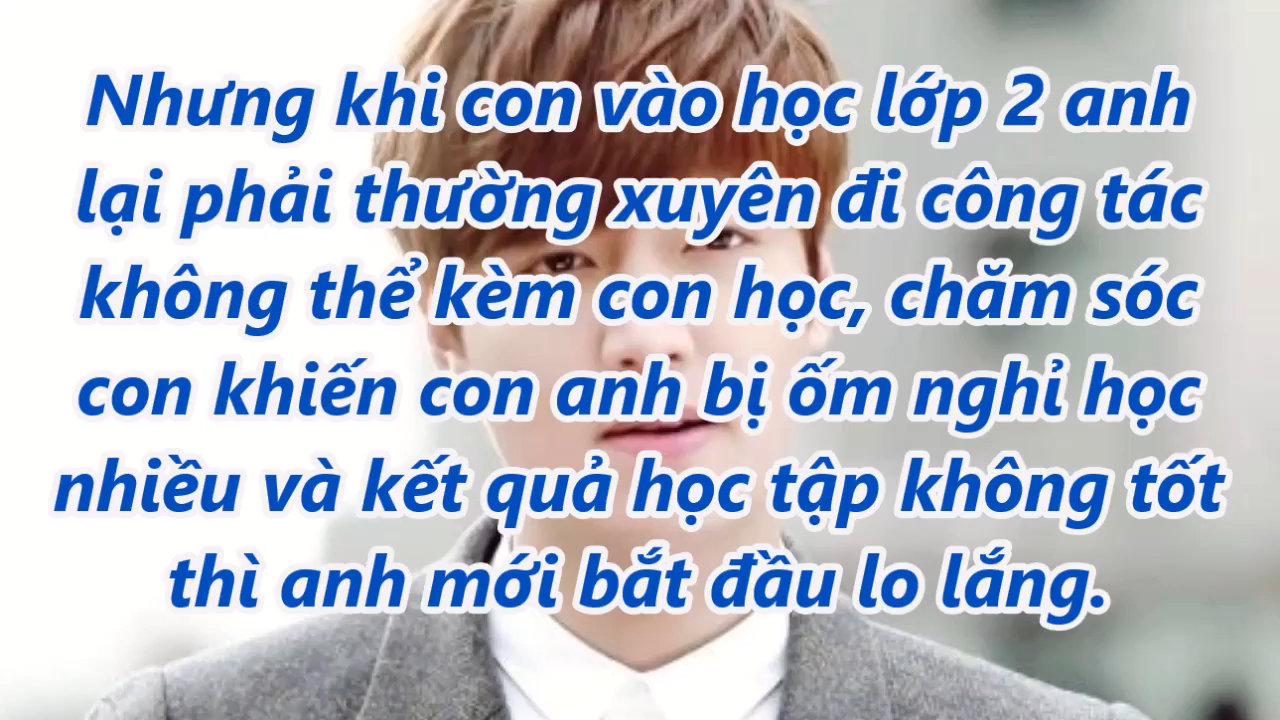 Nhưng khi con vào học lớp 2 anh
lại phải thường xuyên đi công tác
không thể kèm con học, chăm sóc
con khiến con anh bị ốm nghỉ học
nhiều và kết quả học tập không tốt
thì anh mới bắt đầu lo lắng.